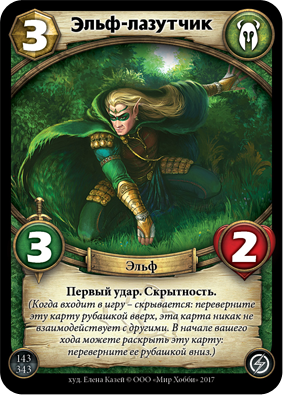 3
Эльф-лазутчик
3
Эльф
2
Первый удар. Скрытность.
(Когда входит в игру – скрывается: переверните
эту карту рубашкой вверх, эта карта никак не
взаимодействует с другими. В начале вашего
хода можете раскрыть эту карту:
переверните ее рубашкой вниз.)
143
343
худ. Елена Казей © ООО «Мир Хобби» 2017